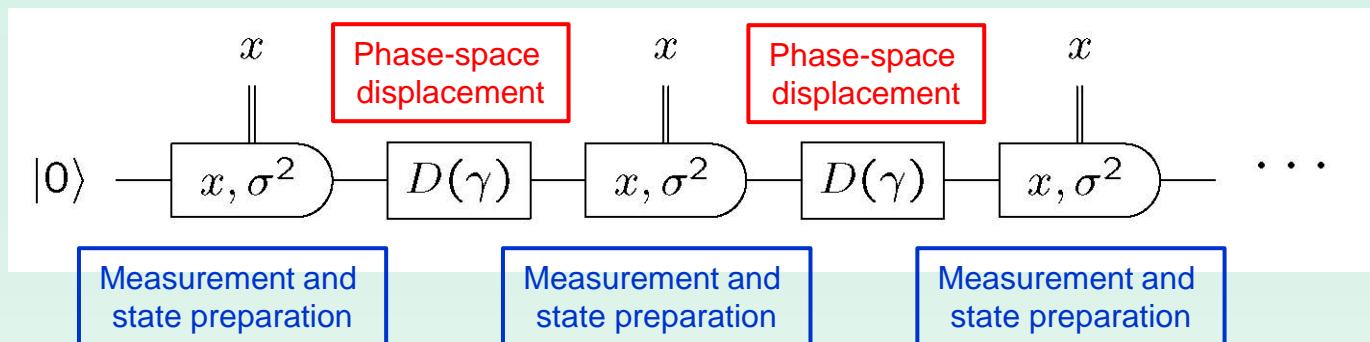 x
Phase-space
displacement
x
Phase-space
displacement
x
|0⟩
x, σ²
D(γ)
x, σ²
D(γ)
x, σ²
· · ·
Measurement and
state preparation
Measurement and
state preparation
Measurement and
state preparation